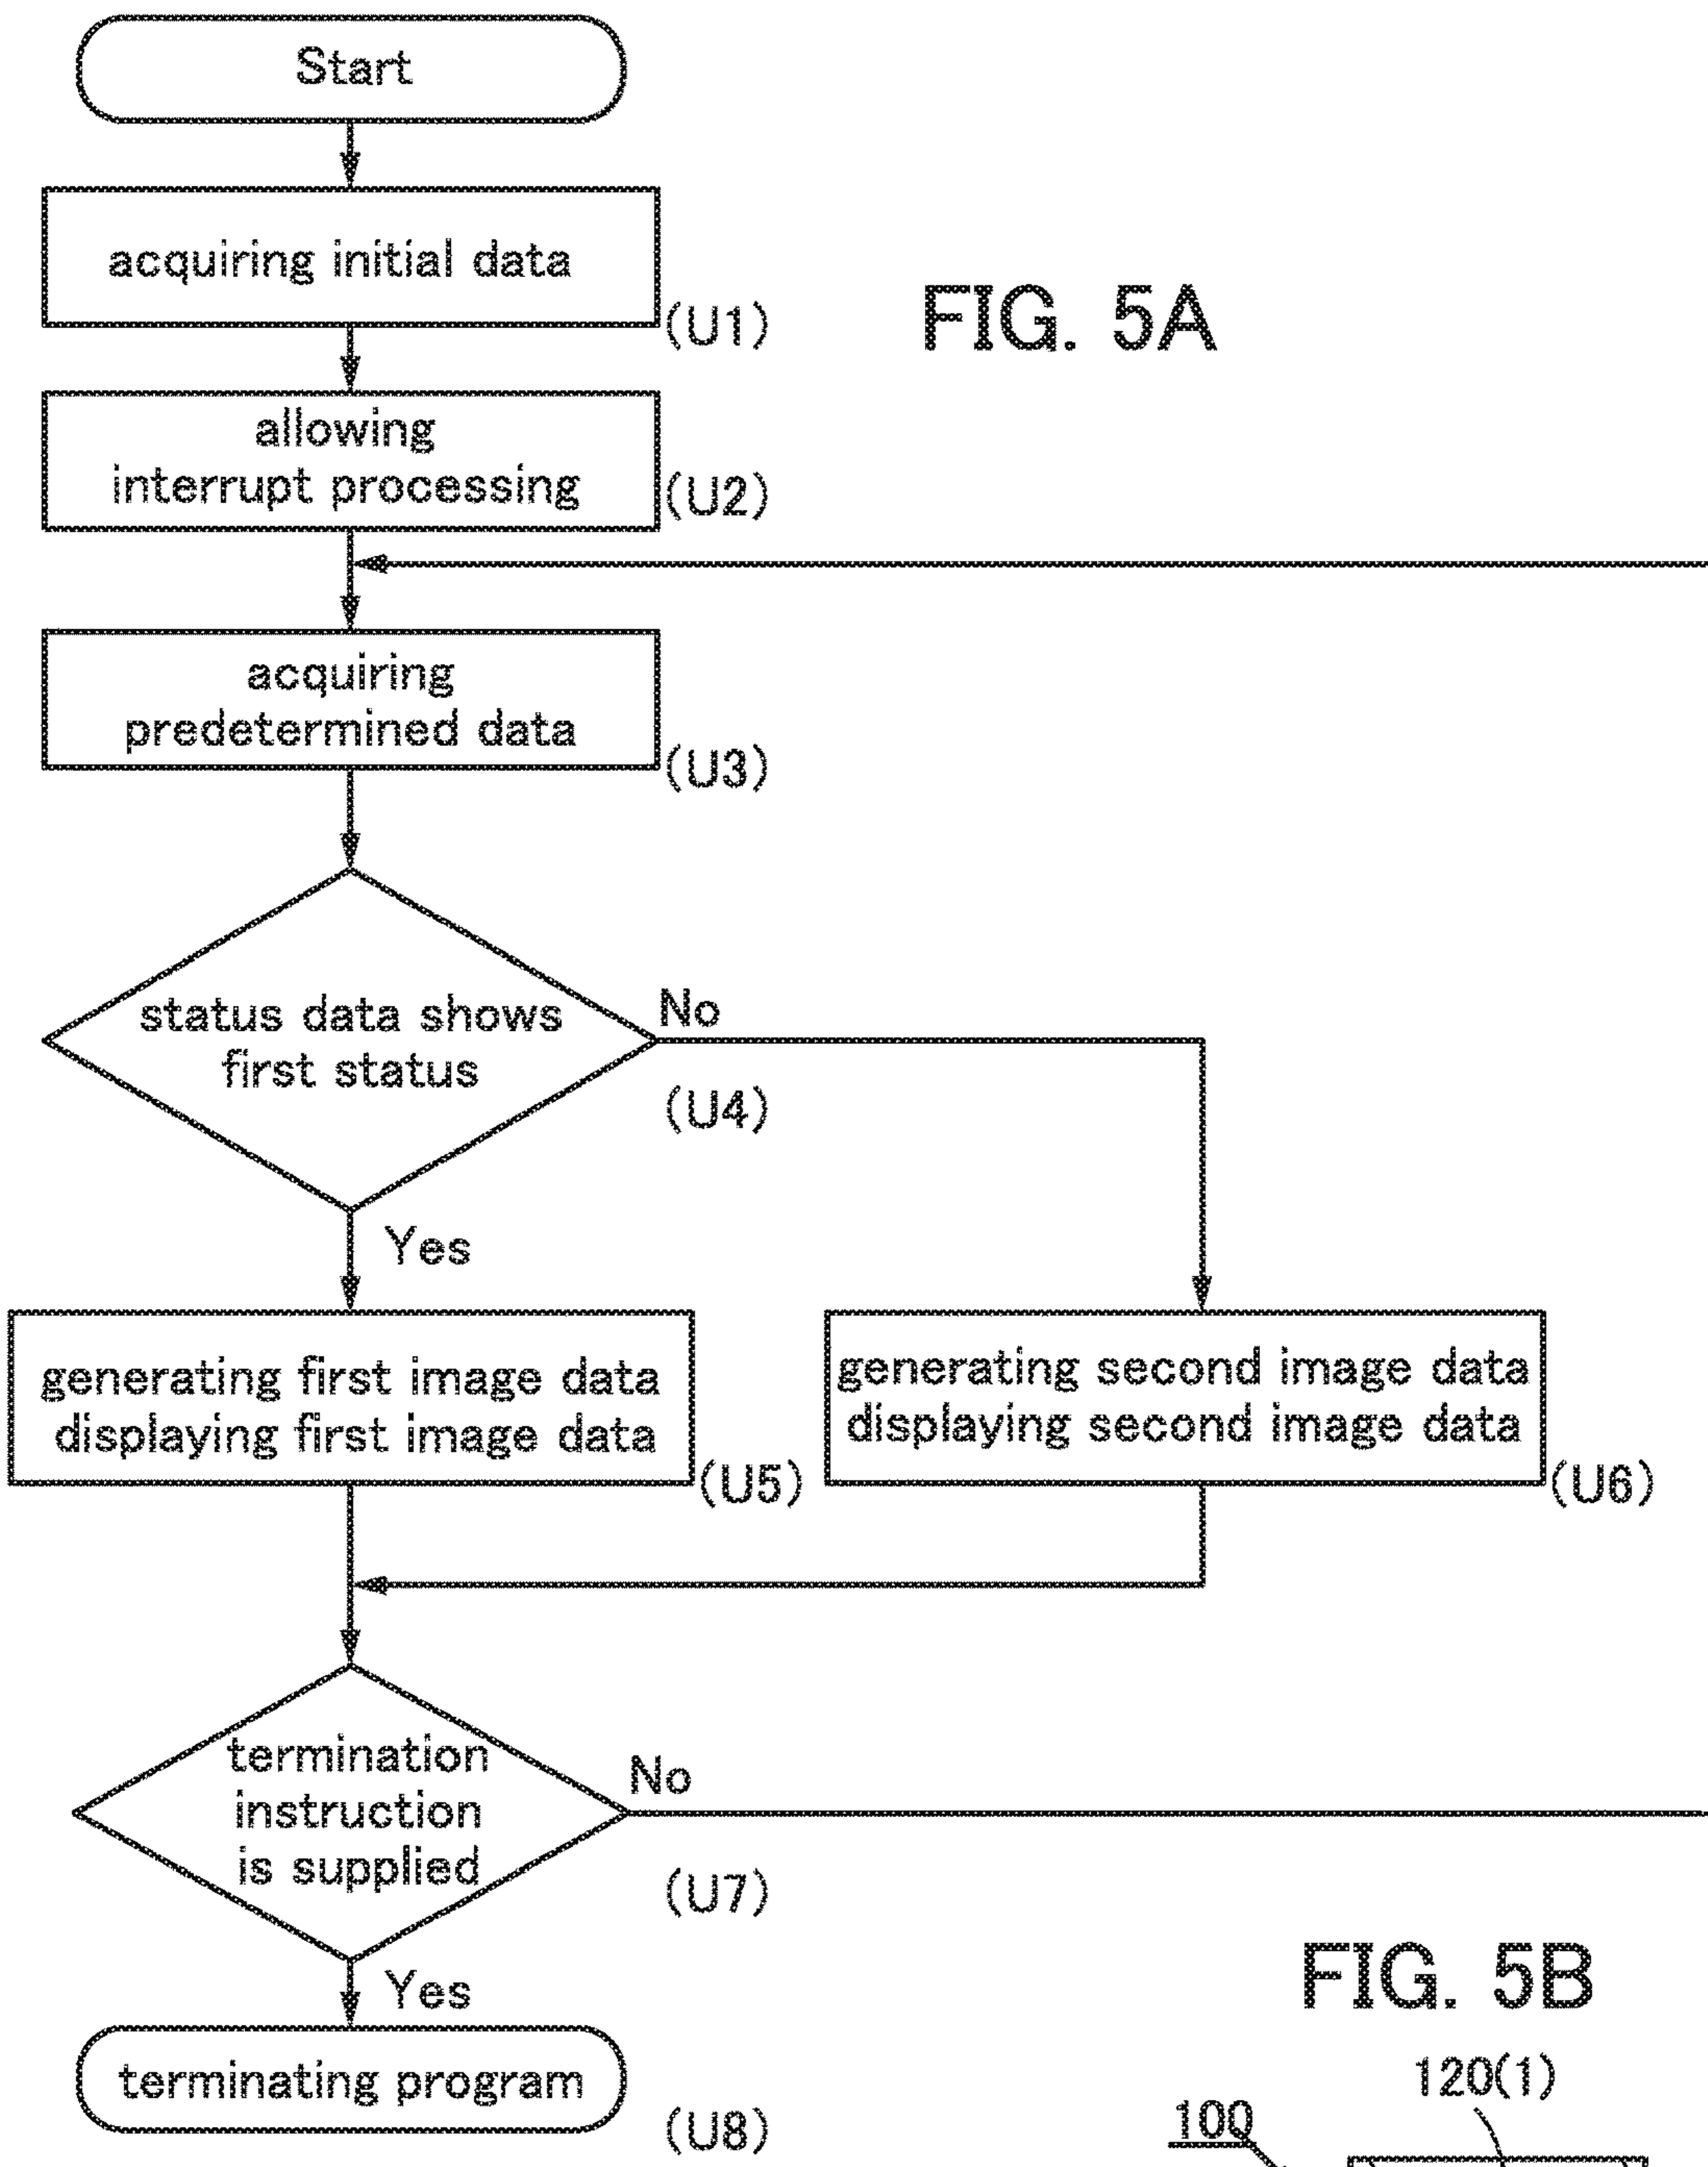 Start
acquiring initial data
(U1)
FIG. 5A
allowing
interrupt processing
(U2)
acquiring
predetermined data
(U3)
status data shows
first status
No
(U4)
Yes
generating first image data
displaying first image data
(U5)
generating second image data
displaying second image data
(U6)
termination
instruction
is supplied
No
(U7)
Yes
terminating program
(U8)
FIG. 5B
120(1)
100